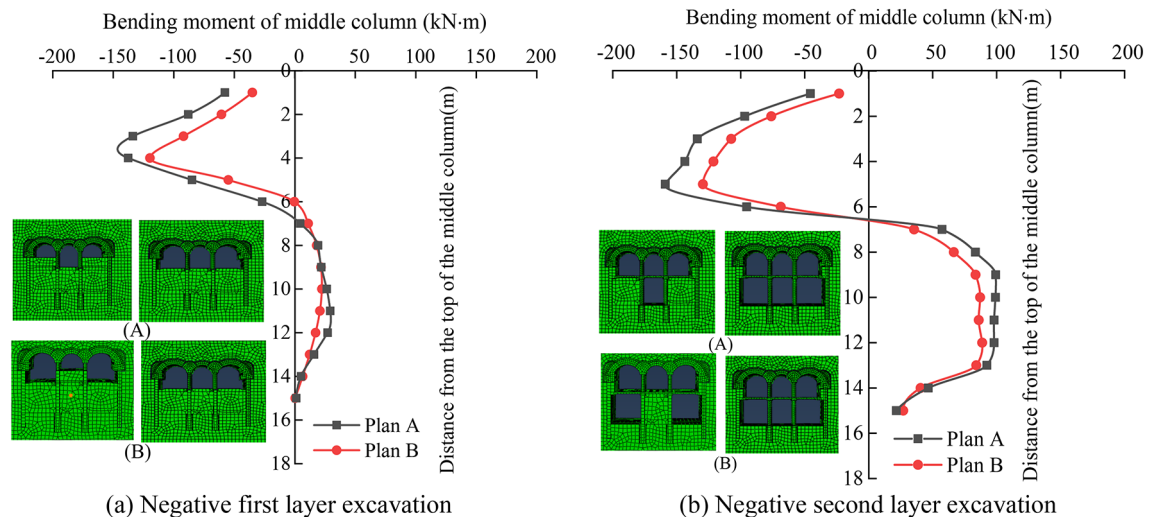 Bending moment of middle column (kN·m)
-200 -150 -100 -50 0 50 100 150 200
0
2
4
6
8
10
12
14
16
18
Distance from the top of the middle column(m)
(A)
(B)
Plan A
Plan B
(a) Negative first layer excavation
Bending moment of middle column (kN·m)
-200 -150 -100 -50 0 50 100 150 200
0
2
4
6
8
10
12
14
16
18
Distance from the top of the middle column(m)
(A)
(B)
Plan A
Plan B
(b) Negative second layer excavation